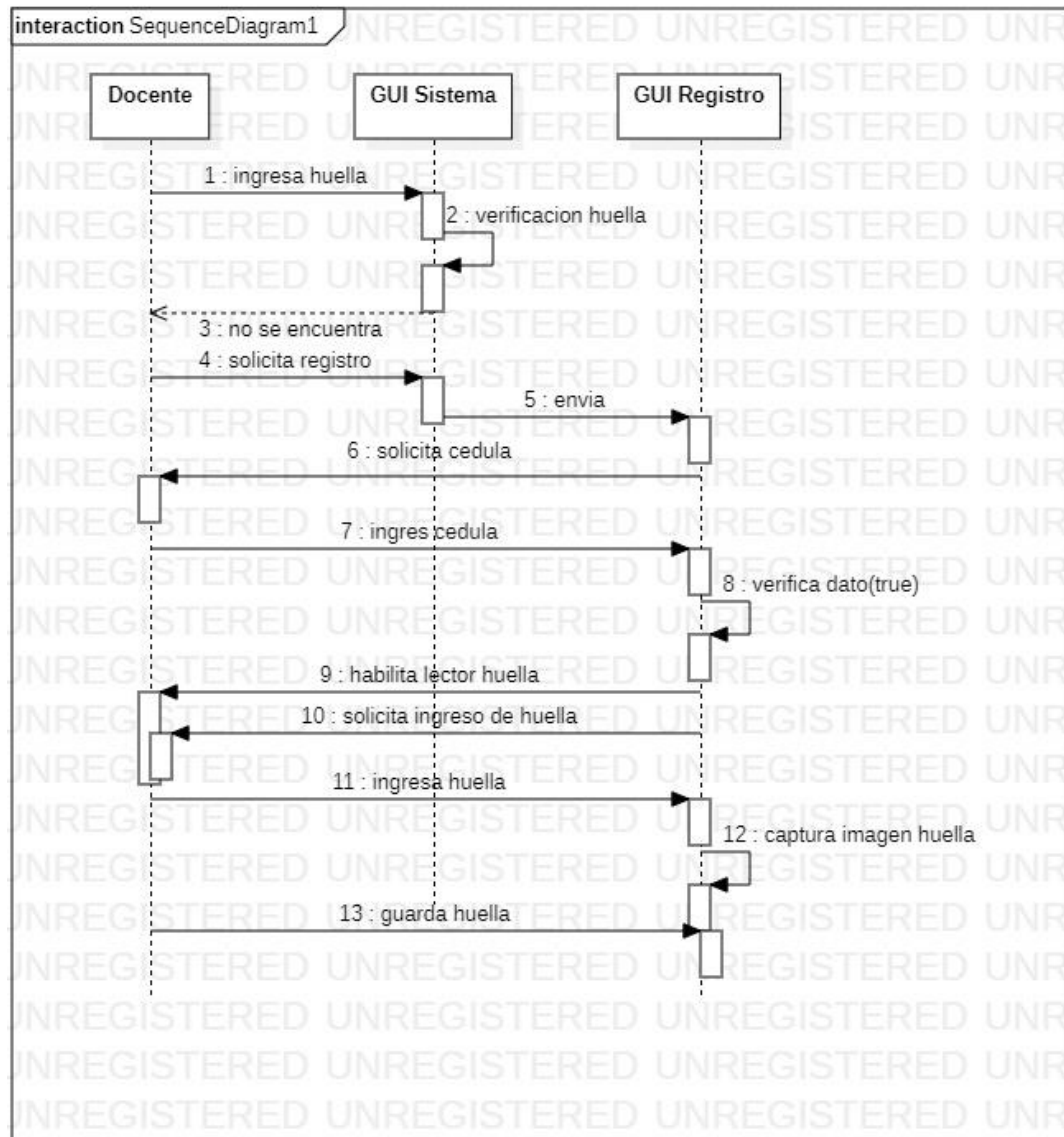 interaction SequenceDiagram1
Docente
GUI Sistema
GUI Registro
1 : ingresa huella
2 : verificacion huella
3 : no se encuentra
4 : solicita registro
5 : envia
6 : solicita cedula
7 : ingres cedula
8 : verifica dato(true)
9 : habilita lector huella
10 : solicita ingreso de huella
11 : ingresa huella
12 : captura imagen huella
13 : guarda huella
UNREGISTERED